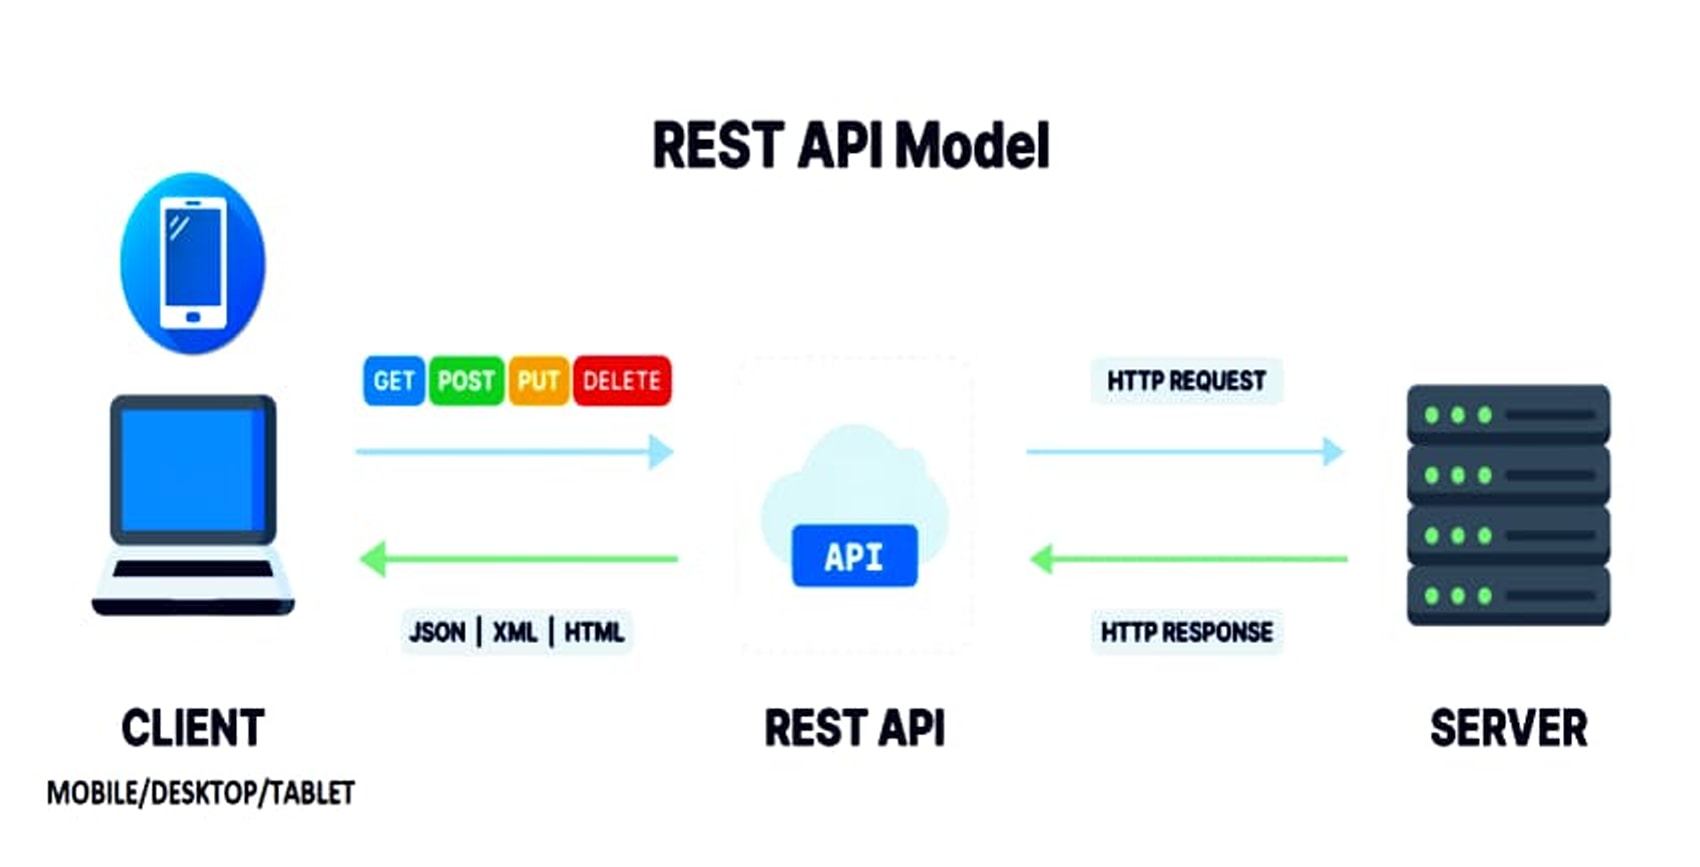 REST API Model
GET POST PUT DELETE
HTTP REQUEST
API
JSON | XML | HTML
HTTP RESPONSE
CLIENT
REST API
SERVER
MOBILE/DESKTOP/TABLET